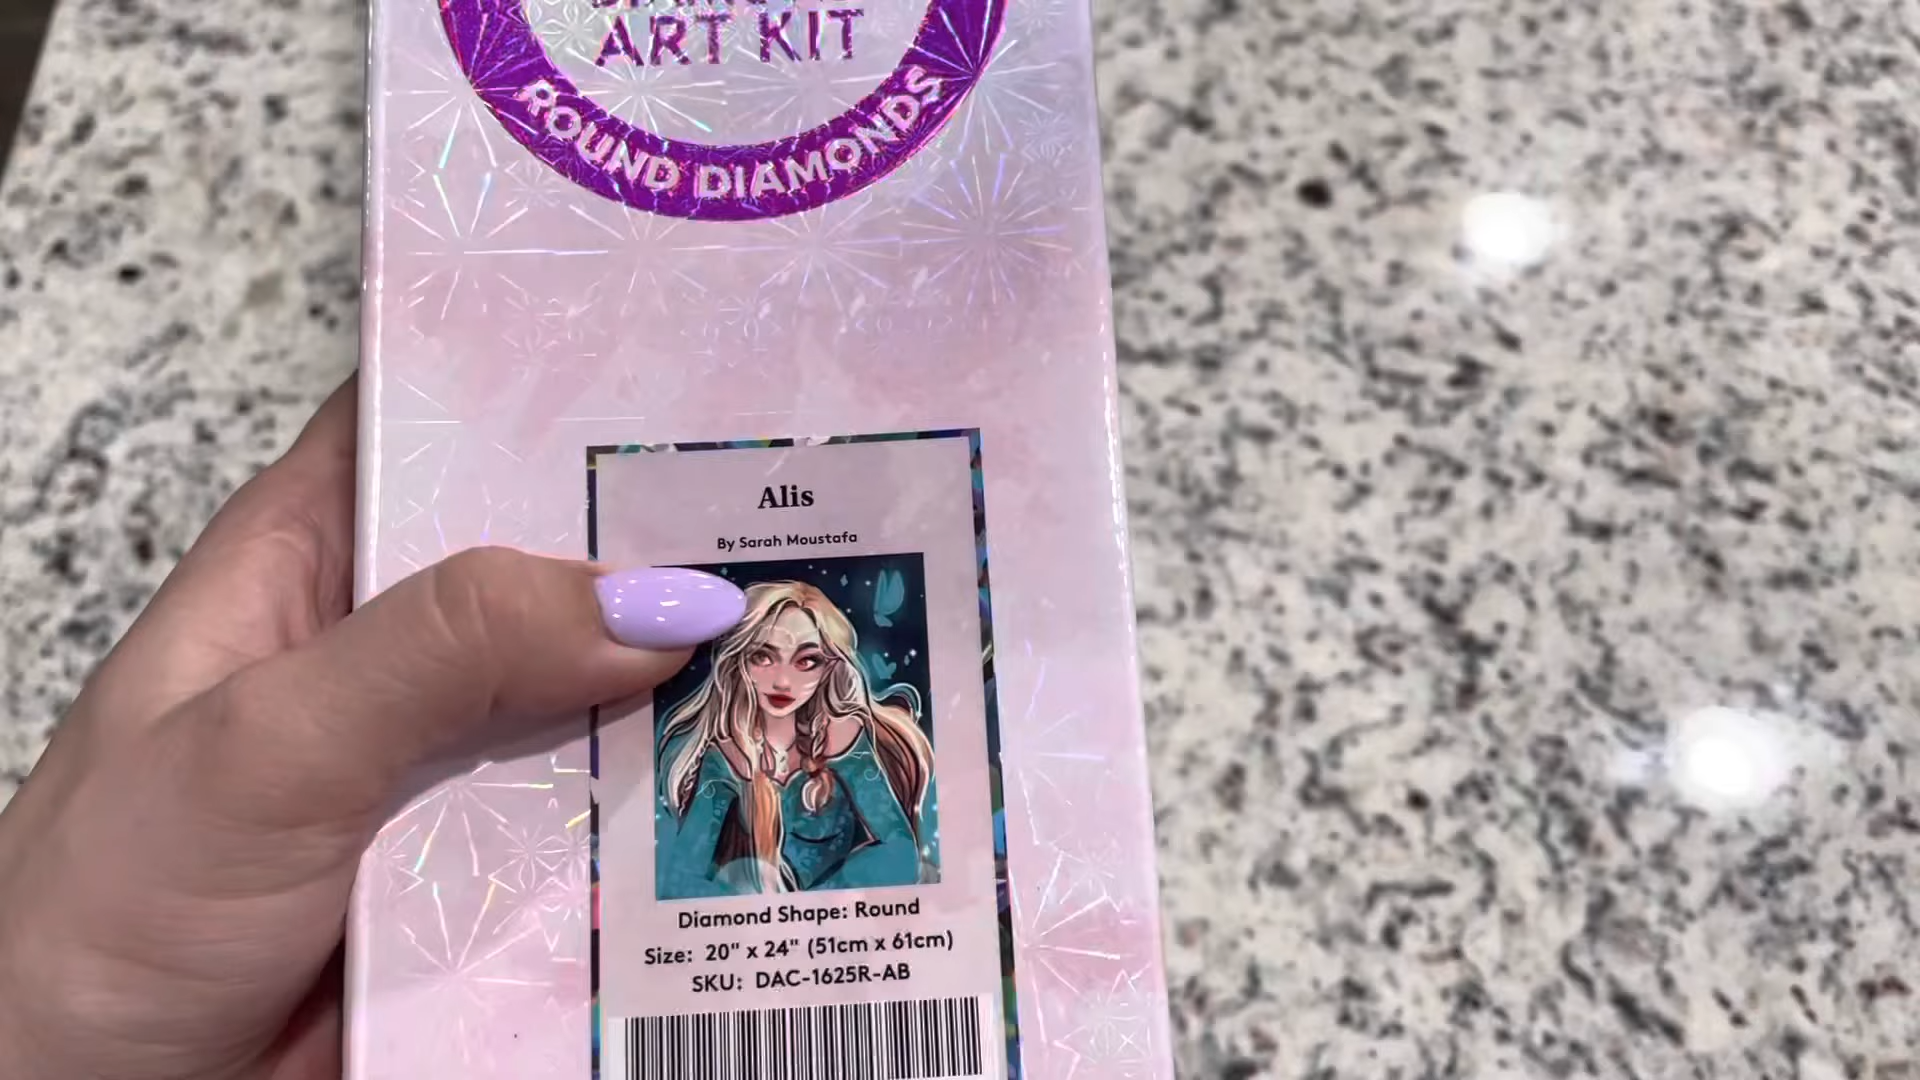 ART KIT
ROUND DIAMONDS
Alis
By Sarah Moustafa
Diamond Shape: Round
Size: 20" x 24" (51cm x 61cm)
SKU: DAC-1625R-AB